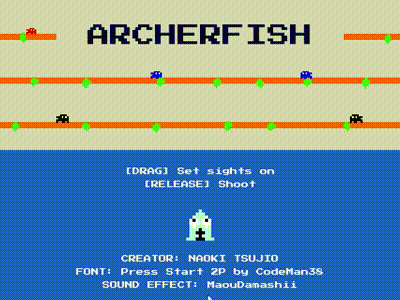 ARCHERFISH
[DRAG] Set sights on
[RELEASE] Shoot
CREATOR: NAOKI TSUJIO
FONT: Press Start 2P by CodeMan38
SOUND EFFECT: MaouDamashii